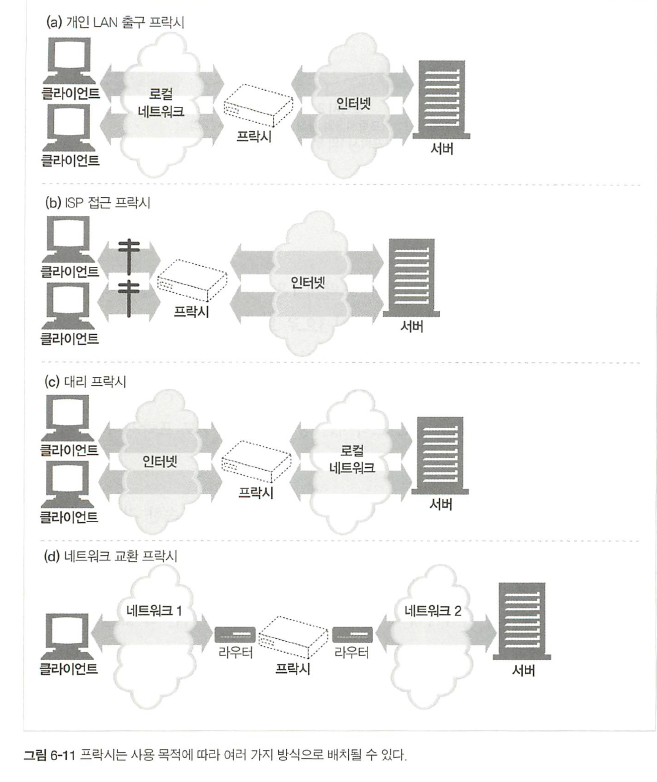 (a) 개인 LAN 출구 프락시
클라이언트
로컬
네트워크
프락시
인터넷
서버
클라이언트
(b) ISP 접근 프락시
클라이언트
프락시
인터넷
서버
클라이언트
(c) 대리 프락시
클라이언트
인터넷
프락시
로컬
네트워크
서버
클라이언트
(d) 네트워크 교환 프락시
네트워크 1
네트워크 2
클라이언트
라우터
프락시
라우터
서버
그림 6-11 프락시는 사용 목적에 따라 여러 가지 방식으로 배치될 수 있다.